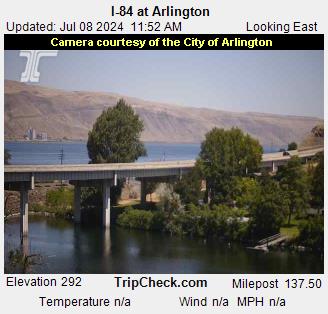 I-84 at Arlington
Updated: Jul 08 2024 11:52 AM Looking East
Camera courtesy of the City of Arlington
Elevation 292 TripCheck.com Milepost 137.50
Temperature n/a Wind n/a MPH n/a